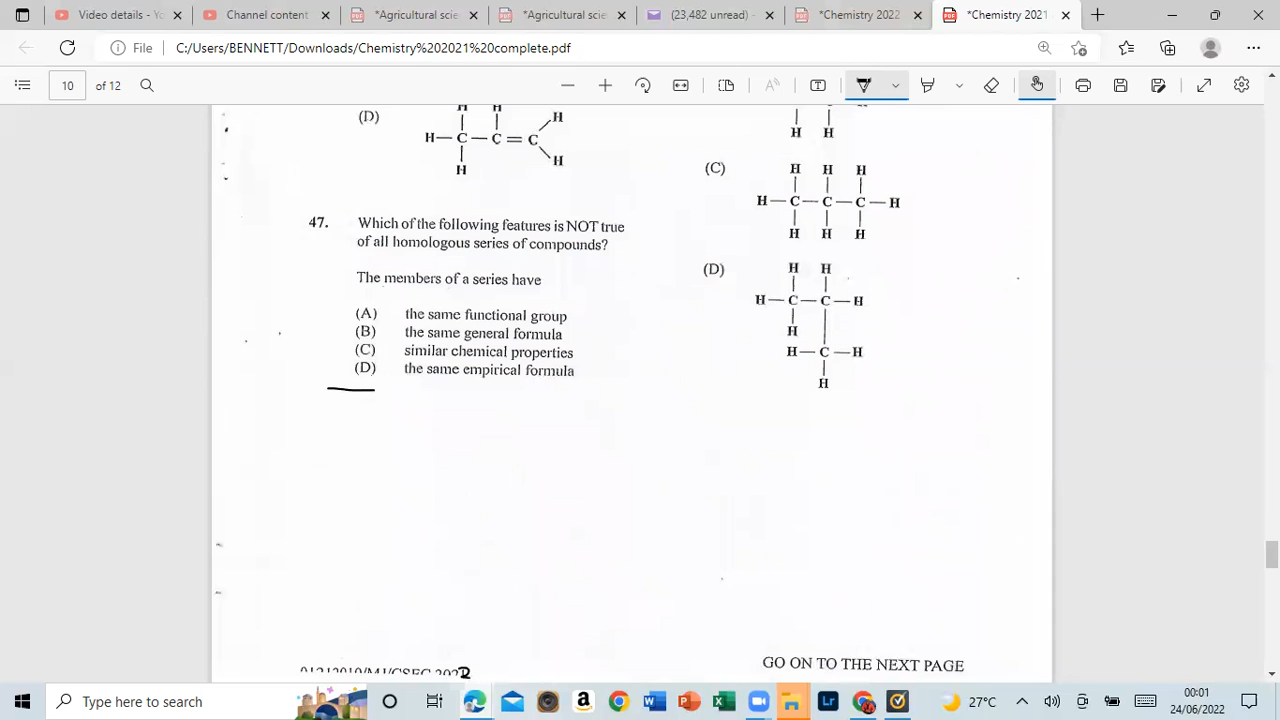 Video details - Yo
Chemistry content
*Agricultural scie
*Agricultural scie
(23,482 unread) -
*Chemistry 2022
*Chemistry 2021
File
C:/Users/BENNETT/Downloads/Chemistry%202021%20complete.pdf
10 of 12
(D)
H H H
H C C C
H H
47. Which of the following features is NOT true
of all homologous series of compounds?
The members of a series have
(A) the same functional group
(B) the same general formula
(C) similar chemical properties
(D) the same empirical formula
H H
(C)
H H H
H C C C H
H H H
(D)
H H
H C C H
H
H C H
H
GO ON TO THE NEXT PAGE
Type here to search
27°C
00:01
24/06/2022